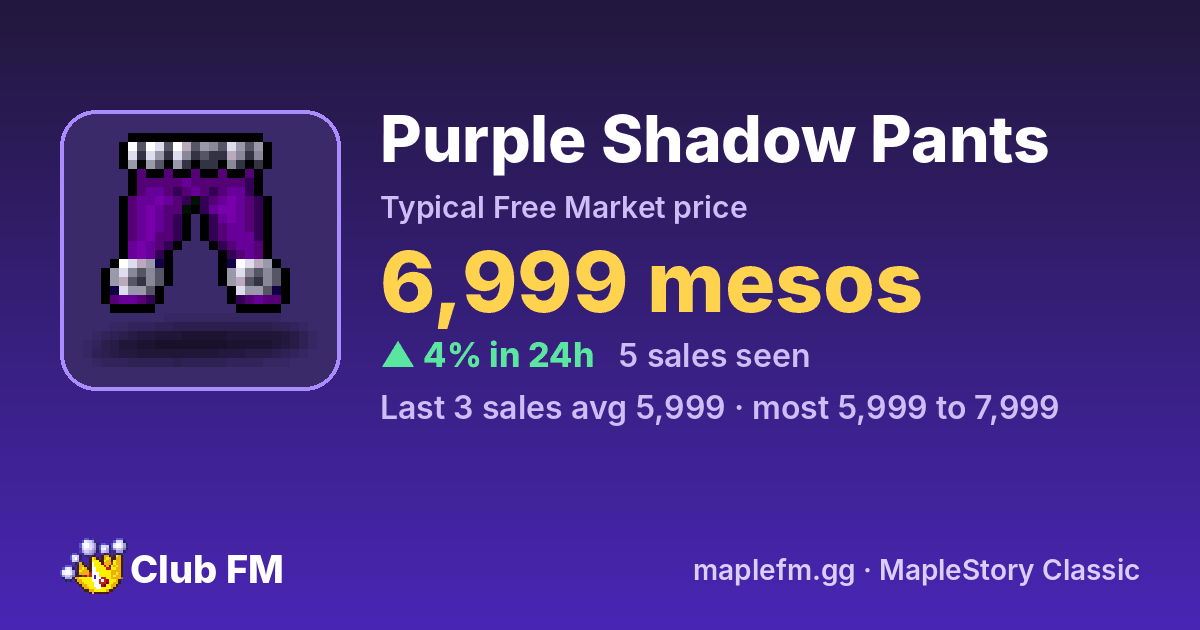 Purple Shadow Pants
Typical Free Market price
6,999 mesos
▲ 4% in 24h 5 sales seen
Last 3 sales avg 5,999 · most 5,999 to 7,999
Club FM
maplefm.gg · MapleStory Classic